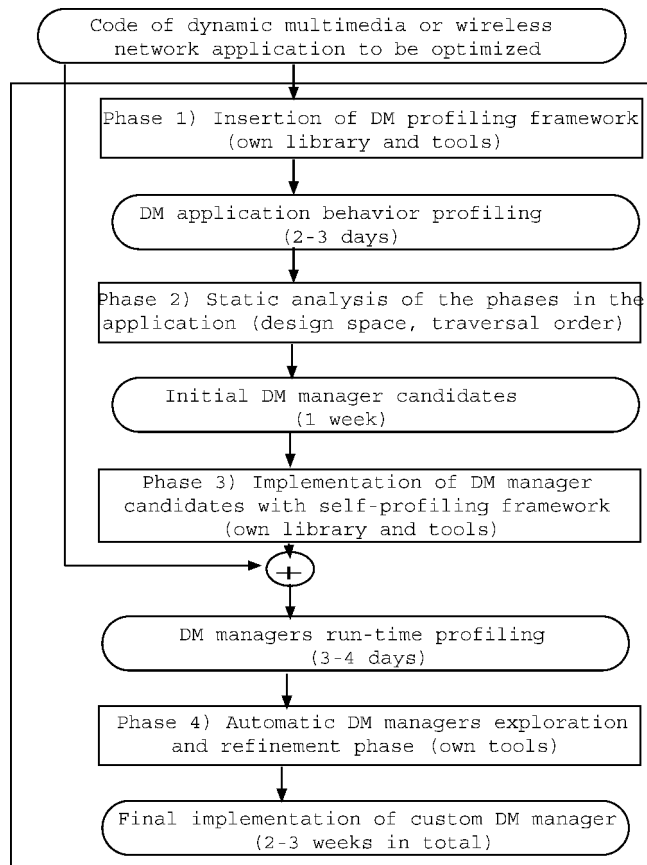 Code of dynamic multimedia or wireless
network application to be optimized
Phase 1) Insertion of DM profiling framework
(own library and tools)
DM application behavior profiling
(2-3 days)
Phase 2) Static analysis of the phases in the
application (design space, traversal order)
Initial DM manager candidates
(1 week)
Phase 3) Implementation of DM manager
candidates with self-profiling framework
(own library and tools)
+
DM managers run-time profiling
(3-4 days)
Phase 4) Automatic DM managers exploration
and refinement phase (own tools)
Final implementation of custom DM manager
(2-3 weeks in total)